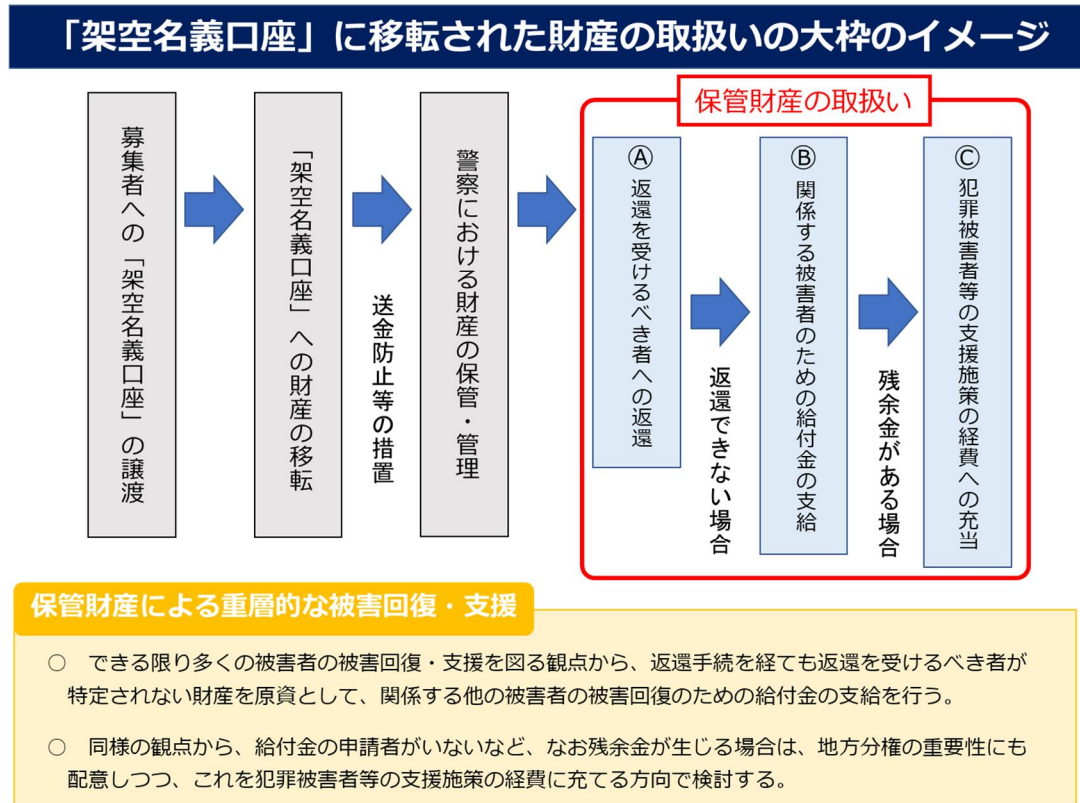 「架空名義口座」に移転された財産の取扱いの大枠のイメージ
募集者への「架空名義口座」の譲渡
「架空名義口座」への財産の移転
送金防止等の措置
警察における財産の保管・管理
保管財産の取扱い
Ⓐ返還を受けるべき者への返還
返還できない場合
Ⓑ関係する被害者のための給付金の支給
残余金がある場合
Ⓒ犯罪被害者等の支援施策の経費への充当
保管財産による重層的な被害回復・支援
○　できる限り多くの被害者の被害回復・支援を図る観点から、返還手続を経ても返還を受けるべき者が
特定されない財産を原資として、関係する他の被害者の被害回復のための給付金の支給を行う。
○　同様の観点から、給付金の申請者がいないなど、なお残余金が生じる場合は、地方分権の重要性にも
配意しつつ、これを犯罪被害者等の支援施策の経費に充てる方向で検討する。